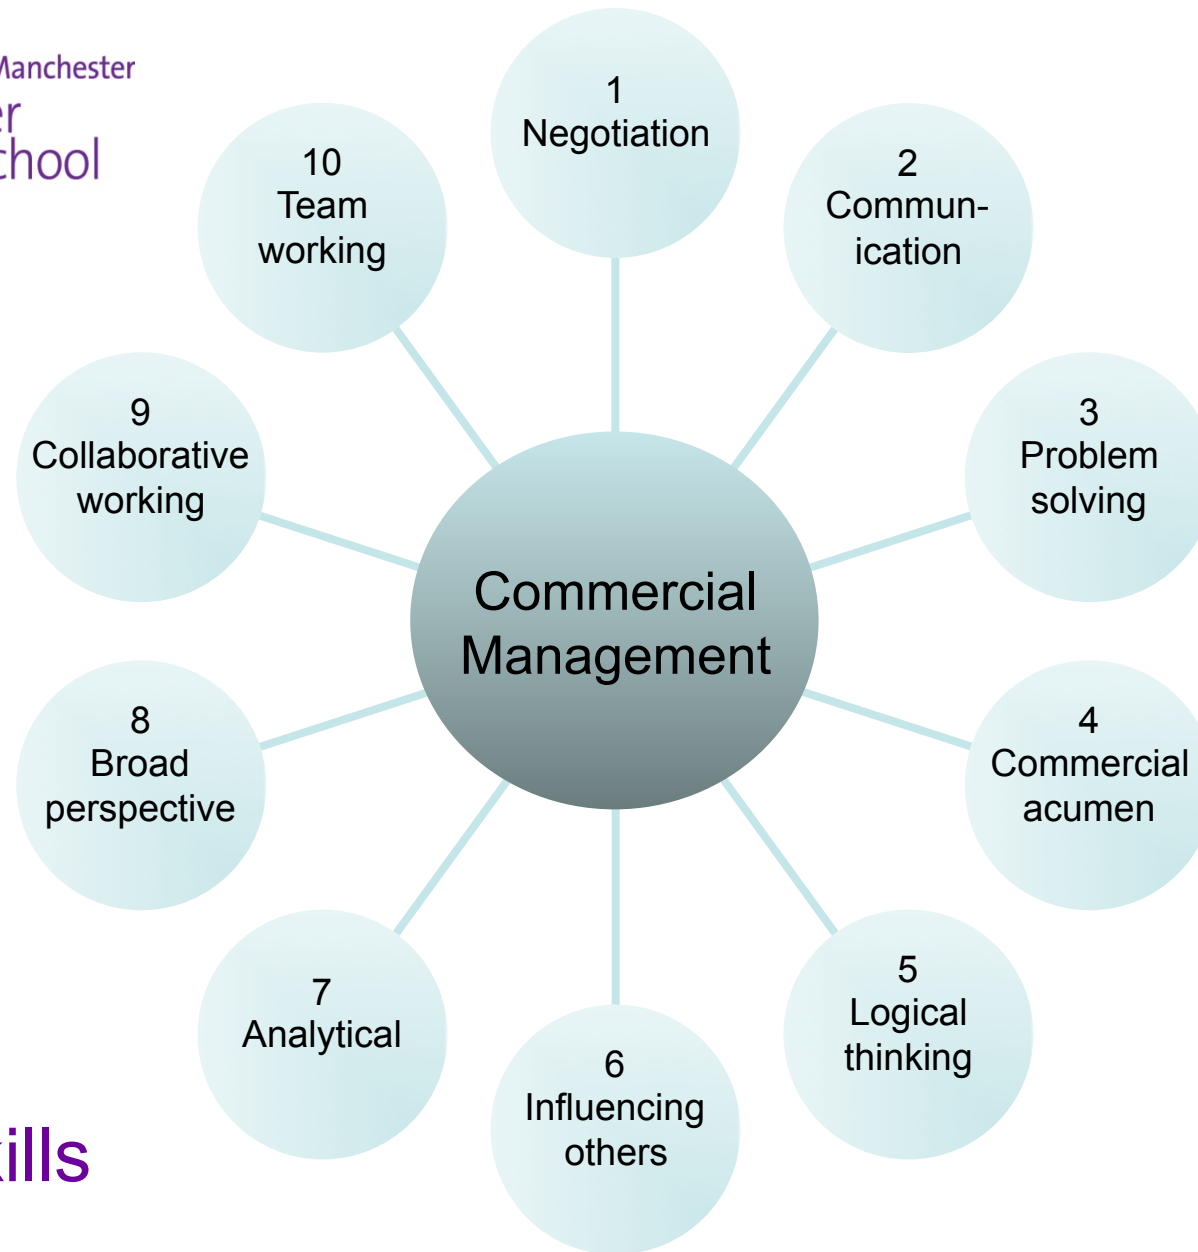 Manchester
er
chool
1
Negotiation
2
Commun-
ication
3
Problem
solving
4
Commercial
acumen
5
Logical
thinking
6
Influencing
others
7
Analytical
8
Broad
perspective
9
Collaborative
working
10
Team
working
Commercial
Management
kills